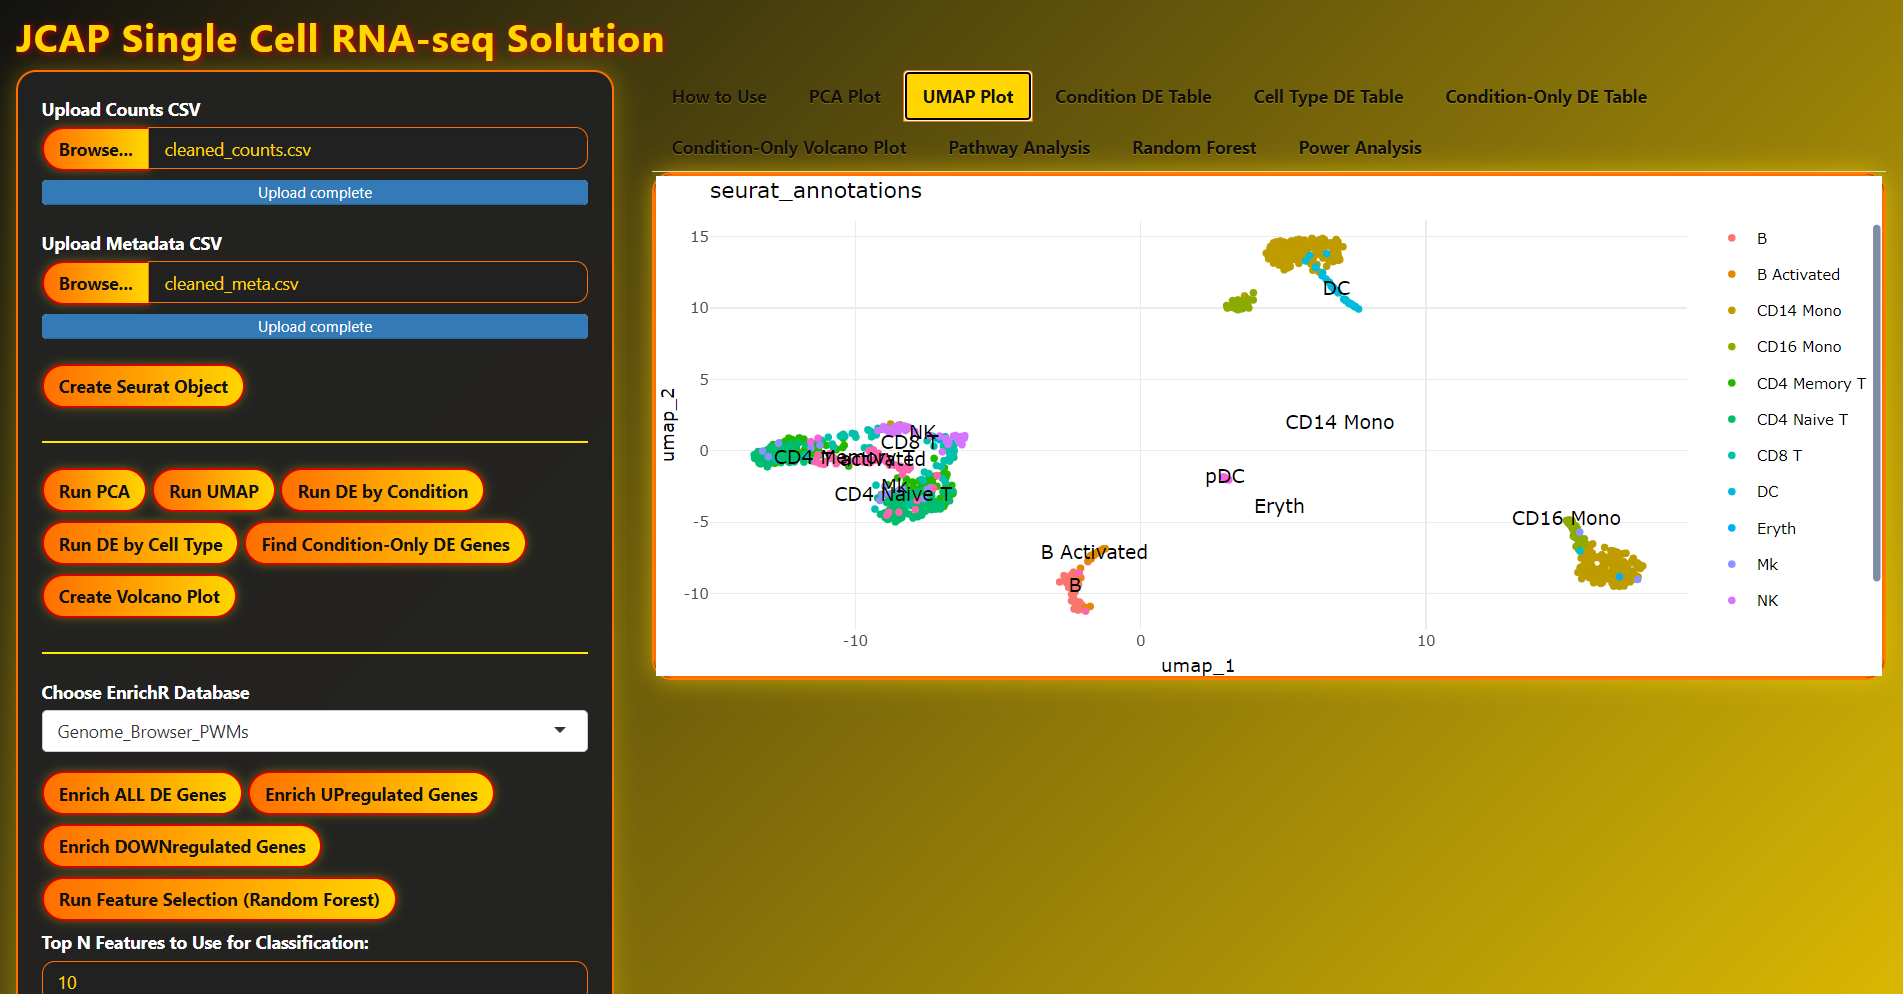 JCAP Single Cell RNA-seq Solution
Upload Counts CSV
Browse... cleaned_counts.csv
Upload complete
Upload Metadata CSV
Browse... cleaned_meta.csv
Upload complete
Create Seurat Object
Run PCA Run UMAP Run DE by Condition
Run DE by Cell Type Find Condition-Only DE Genes
Create Volcano Plot
Choose EnrichR Database
Genome_Browser_PWMs
Enrich ALL DE Genes Enrich UPregulated Genes
Enrich DOWNregulated Genes
Run Feature Selection (Random Forest)
Top N Features to Use for Classification:
10
How to Use PCA Plot UMAP Plot Condition DE Table Cell Type DE Table Condition-Only DE Table
Condition-Only Volcano Plot Pathway Analysis Random Forest Power Analysis
seurat_annotations
umap_2
15
10
5
0
-5
-10
DC
CD14 Mono
NK
CD8 T
CD4 Memory T
T activated
pDC
Mk
CD4 Naive T
Eryth
CD16 Mono
B Activated
B
-10 0 10
umap_1
B
B Activated
CD14 Mono
CD16 Mono
CD4 Memory T
CD4 Naive T
CD8 T
DC
Eryth
Mk
NK